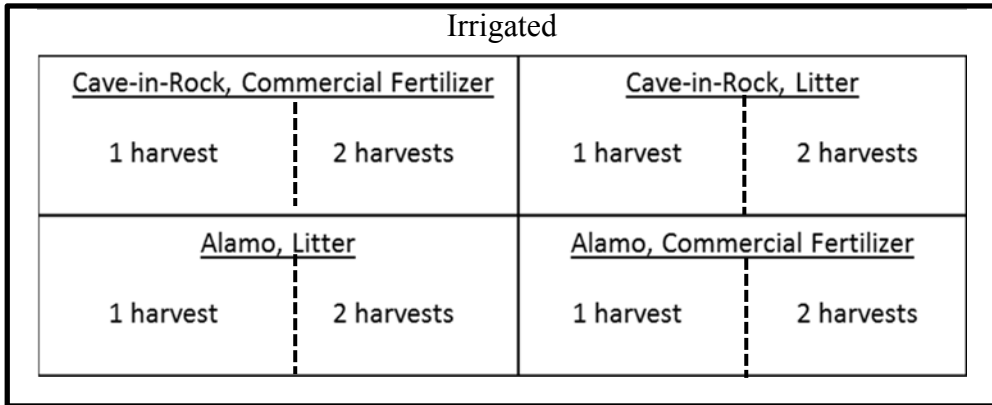 Irrigated
Cave-in-Rock, Commercial Fertilizer
1 harvest 2 harvests
Cave-in-Rock, Litter
1 harvest 2 harvests
Alamo, Litter
1 harvest 2 harvests
Alamo, Commercial Fertilizer
1 harvest 2 harvests